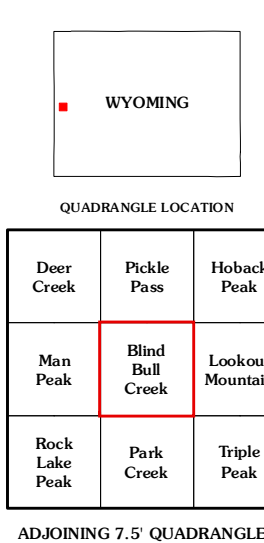 WYOMING
QUADRANGLE LOCATION
Deer
Creek
Pickle
Pass
Hoback
Peak
Man
Peak
Blind
Bull
Creek
Lookou
Mountai
Rock
Lake
Peak
Park
Creek
Triple
Peak
ADJOINING 7.5' QUADRANGLE